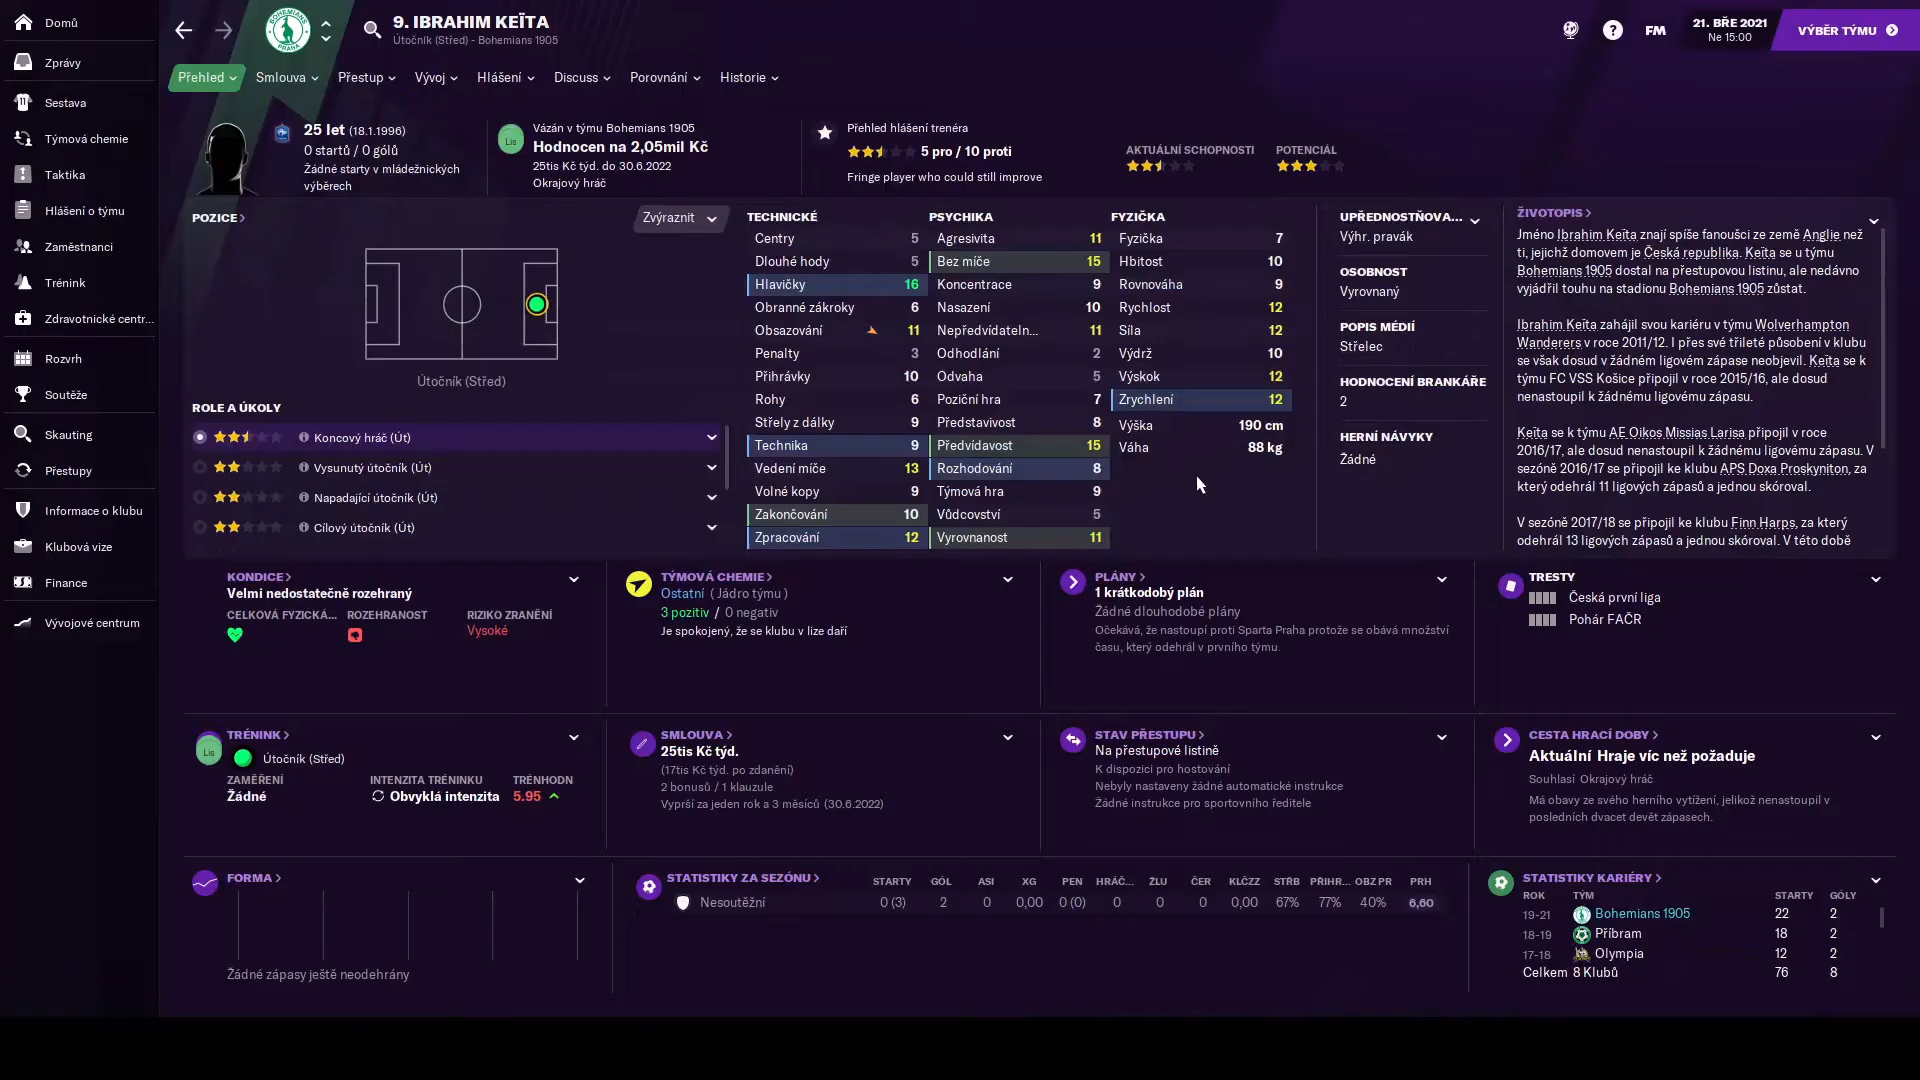 Domů
Zprávy
Sestava
Týmová chemie
Taktika
Hlášení o týmu
Zaměstnanci
Trénink
Zdravotnické centr...
Rozvrh
Soutěže
Skauting
Přestupy
Informace o klubu
Klubová vize
Finance
Vývojové centrum
9. IBRAHIM KEÏTA
Útočník (Střed) - Bohemians 1905
FM
21. BŘE 2021
Ne 15:00
VÝBĚR TÝMU
Přehled
Smlouva
Přestup
Vývoj
Hlášení
Discuss
Porovnání
Historie
25 let (18.1.1996)
0 startů / 0 gólů
Žádné starty v mládežnických
výběrech
Lis
Vázán v týmu Bohemians 1905
Hodnocen na 2,05mil Kč
25tis Kč týd. do 30.6.2022
Okrajový hráč
Přehled hlášení trenéra
5 pro / 10 proti
Fringe player who could still improve
AKTUÁLNÍ SCHOPNOSTI
POTENCIÁL
POZICE
Zvýraznit
Útočník (Střed)
ROLE A ÚKOLY
Koncový hráč (Út)
Vysunutý útočník (Út)
Napadající útočník (Út)
Cílový útočník (Út)
TECHNICKÉ
Centry 5
Dlouhé hody 5
Hlavičky 16
Obranné zákroky 6
Obsazování 11
Penalty 3
Přihrávky 10
Rohy 6
Střely z dálky 9
Technika 9
Vedení míče 13
Volné kopy 9
Zakončování 10
Zpracování 12
PSYCHIKA
Agresivita 11
Bez míče 15
Koncentrace 9
Nasazení 10
Nepředvídateln... 11
Odhodlání 2
Odvaha 5
Poziční hra 7
Představivost 8
Předvídavost 15
Rozhodování 8
Týmová hra 9
Vůdcovství 5
Vyrovnanost 11
FYZIČKA
Fyzička 7
Hbitost 10
Rovnováha 9
Rychlost 12
Síla 12
Výdrž 10
Výskok 12
Zrychlení 12
Výška 190 cm
Váha 88 kg
UPŘEDNOSTŇOVA...
Výhr. pravák
OSOBNOST
Vyrovnaný
POPIS MÉDIÍ
Střelec
HODNOCENÍ BRANKÁŘE
2
HERNÍ NÁVYKY
Žádné
ŽIVOTOPIS
Jméno Ibrahim Keïta znají spíše fanoušci ze země Anglie než
ti, jejichž domovem je Česká republika. Keïta se u týmu
Bohemians 1905 dostal na přestupovou listinu, ale nedávno
vyjádřil touhu na stadionu Bohemians 1905 zůstat.
Ibrahim Keïta zahájil svou kariéru v týmu Wolverhampton
Wanderers v roce 2011/12. I přes své tříleté působení v klubu
se však dosud v žádném ligovém zápase neobjevil. Keïta se k
týmu FC VSS Košice připojil v roce 2015/16, ale dosud
nenastoupil k žádnému ligovému zápasu.
Keïta se k týmu AE Oikos Missias Larisa připojil v roce
2016/17, ale dosud nenastoupil k žádnému ligovému zápasu. V
sezóně 2016/17 se připojil ke klubu APS Doxa Proskyniton, za
který odehrál 11 ligových zápasů a jednou skóroval.
V sezóně 2017/18 se připojil ke klubu Finn Harps, za který
odehrál 13 ligových zápasů a jednou skóroval. V této době
KONDICE
Velmi nedostatečně rozehraný
CELKOVÁ FYZICKÁ...
ROZEHRANOST
RIZIKO ZRANĚNÍ
Vysoké
TÝMOVÁ CHEMIE
Ostatní (Jádro týmu)
3 pozitiv / 0 negativ
Je spokojený, že se klubu v lize daří
PLÁNY
1 krátkodobý plán
Žádné dlouhodobé plány
Očekává, že nastoupí proti Sparta Praha protože se obává množství
času, který odehrál v prvního týmu.
TRESTY
Česká první liga
Pohár FAČR
TRÉNINK
Lis
Útočník (Střed)
ZAMĚŘENÍ
Žádné
INTENZITA TRÉNINKU
Obvyklá intenzita
TRÉNHODN
5.95
SMLOUVA
25tis Kč týd.
(17tis Kč týd. po zdanění)
2 bonusů / 1 klauzule
Vyprší za jeden rok a 3 měsíců (30.6.2022)
STAV PŘESTUPU
Na přestupové listině
K dispozici pro hostování
Nebyly nastaveny žádné automatické instrukce
Žádné instrukce pro sportovního ředitele
CESTA HRACÍ DOBY
Aktuální Hraje víc než požaduje
Souhlasí Okrajový hráč
Má obavy ze svého herního vytížení, jelikož nenastoupil v
posledních dvacet devět zápasech.
FORMA
Žádné zápasy ještě neodehrány
STATISTIKY ZA SEZÓNU
STARTY GÓL ASI XG PEN HRÁČ... ŽLU ČER KLČZZ STŘB PŘIHR... OBZ PR PRH
Nesoutěžní 0 (3) 2 0 0,00 0 (0) 0 0 0 0,00 67% 77% 40% 6,60
STATISTIKY KARIÉRY
ROK TÝM STARTY GÓLY
19-21 Bohemians 1905 22 2
18-19 Příbram 18 2
17-18 Olympia 12 2
Celkem 8 Klubů 76 8